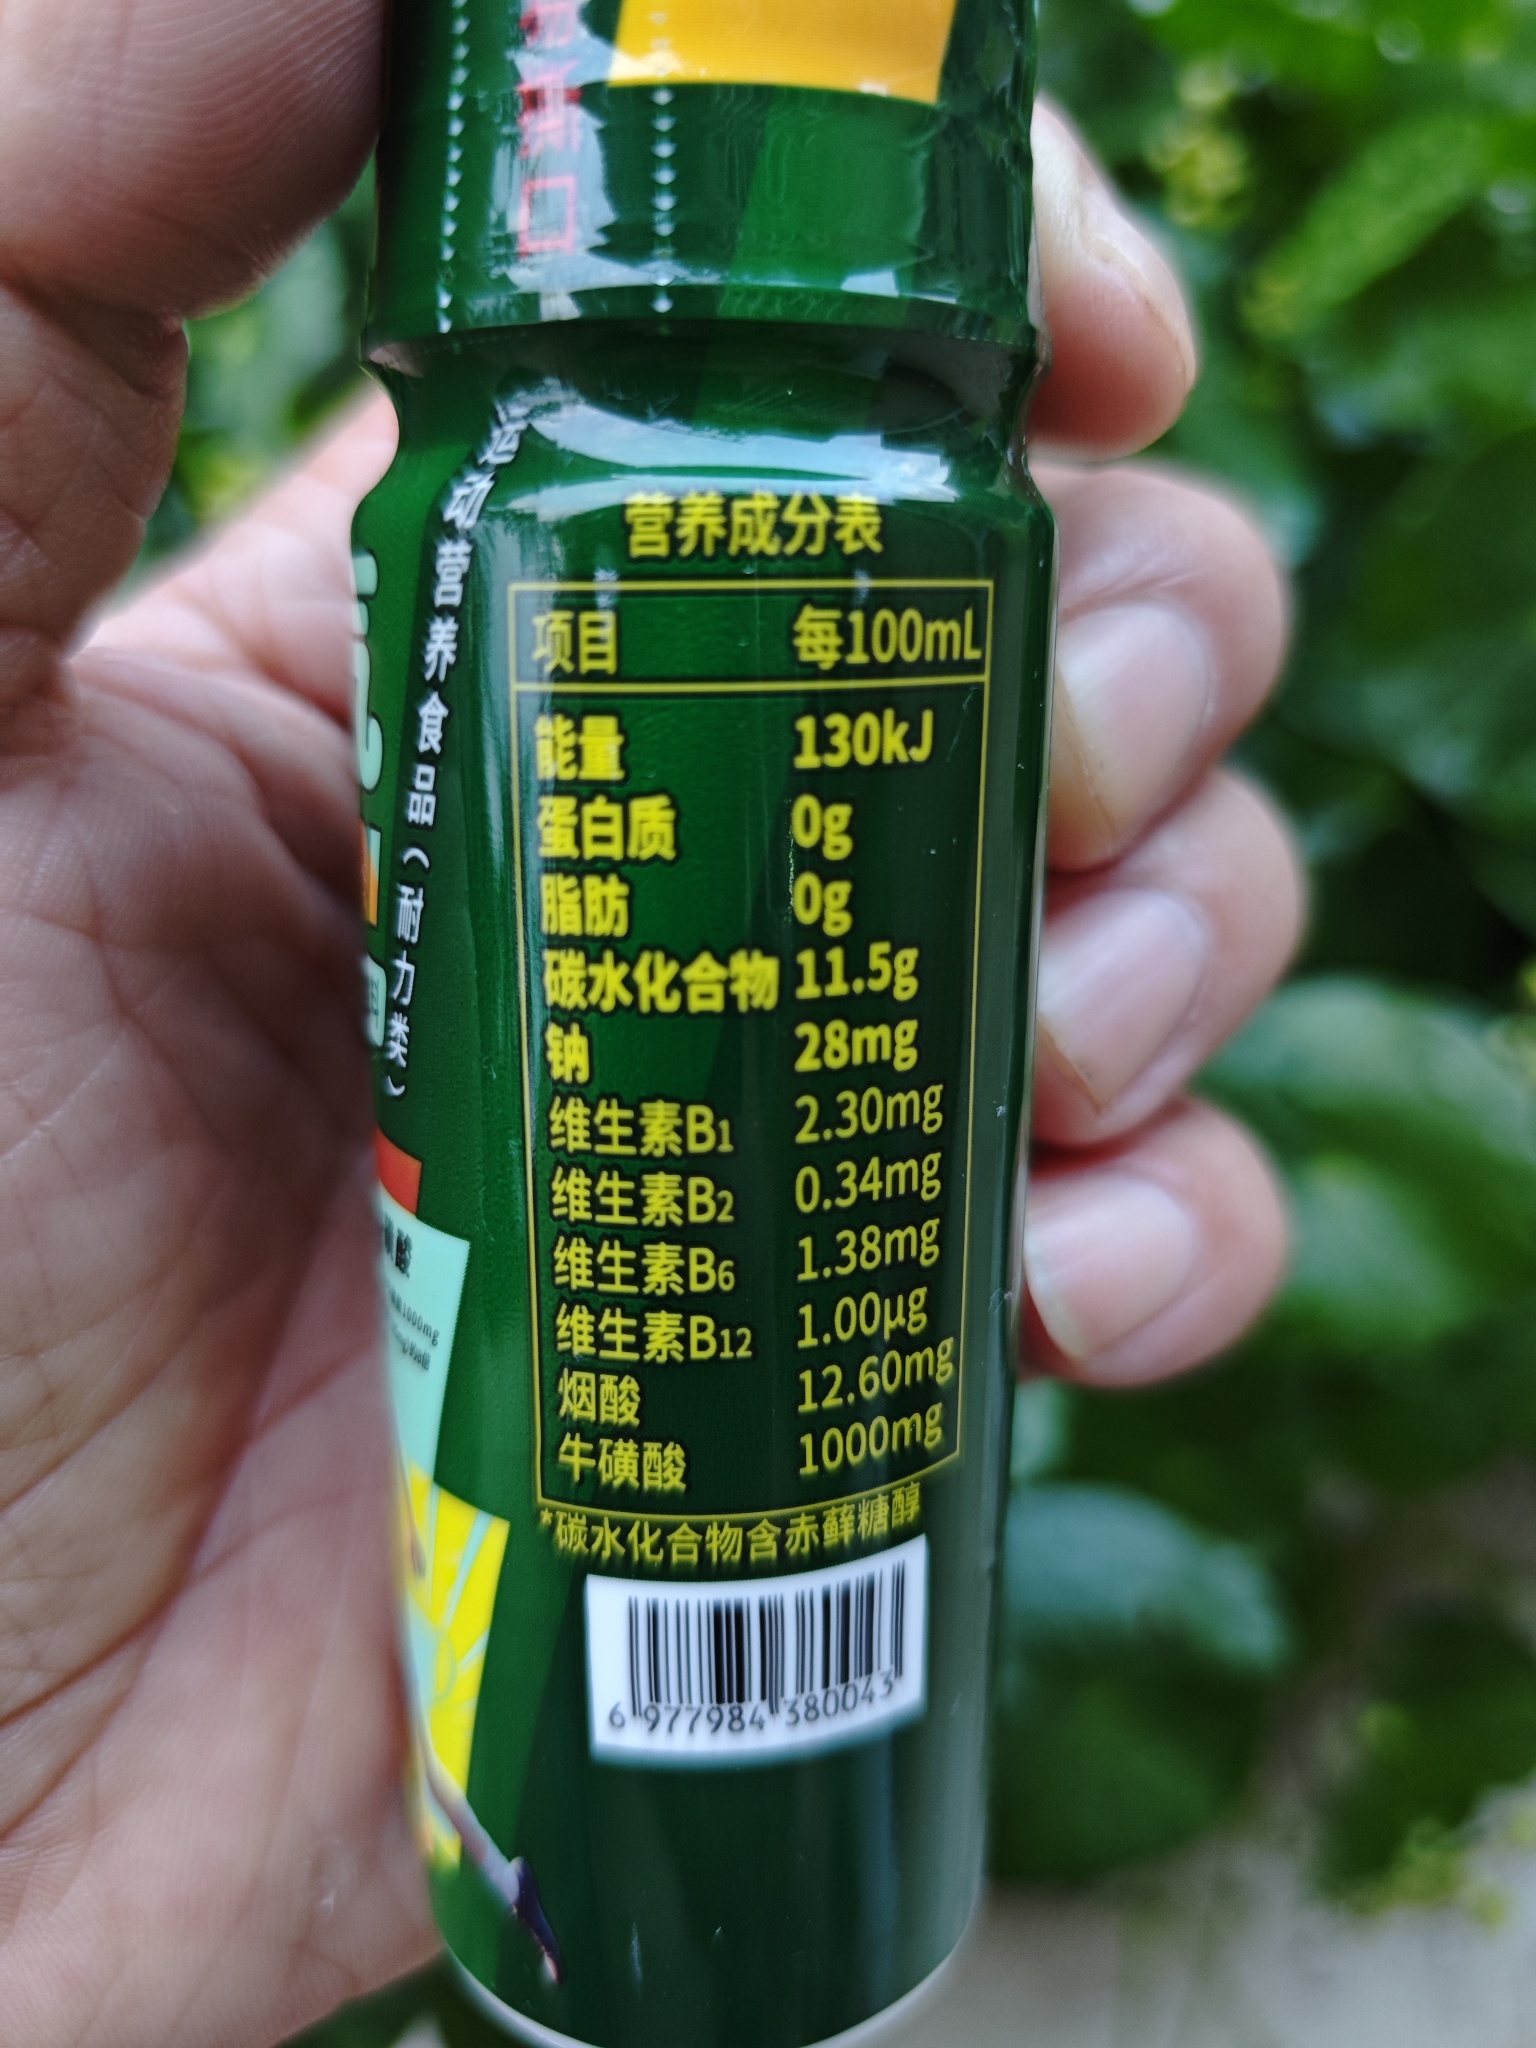 运动营养食品（耐力类）
营养成分表
项目 每100mL
能量 130kJ
蛋白质 0g
脂肪 0g
碳水化合物 11.5g
钠 28mg
维生素B1 2.30mg
维生素B2 0.34mg
维生素B6 1.38mg
维生素B12 1.00μg
烟酸 12.60mg
牛磺酸 1000mg
*碳水化合物含赤藓糖醇
6 977984 380043
磺酸
1000mg